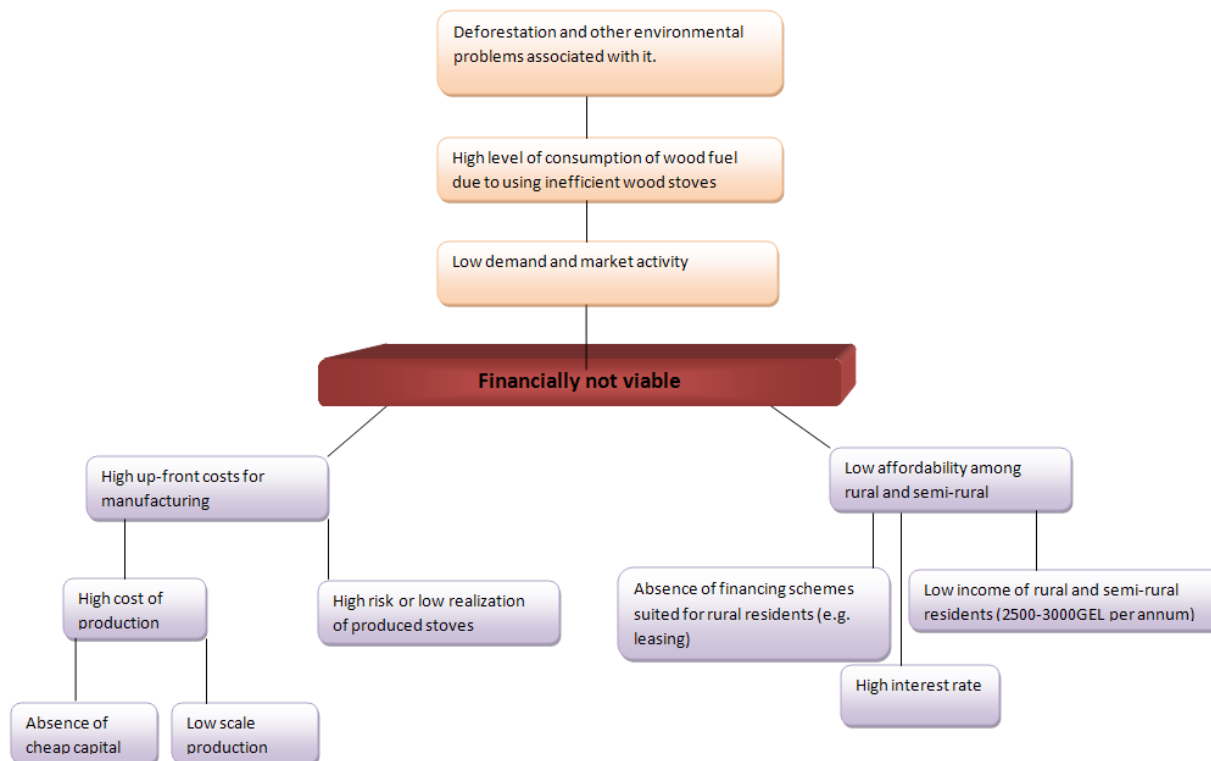 Deforestation and other environmental
problems associated with it.
High level of consumption of wood fuel
due to using inefficient wood stoves
Low demand and market activity
Financially not viable
High up-front costs for
manufacturing
Low affordability among
rural and semi-rural
High cost of
production
High risk or low realization
of produced stoves
Absence of financing schemes
suited for rural residents (e.g.
leasing)
Low income of rural and semi-rural
residents (2500-3000GEL per annum)
High interest rate
Absence of
cheap capital
Low scale
production